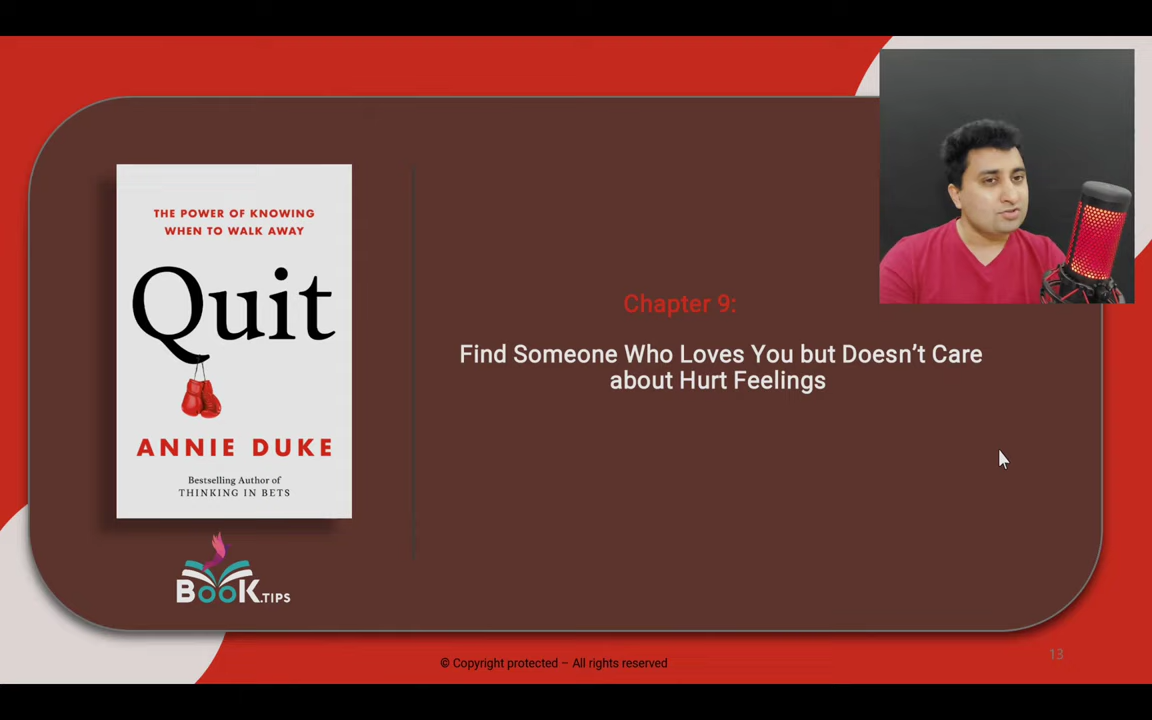 THE POWER OF KNOWING
WHEN TO WALK AWAY
Quit
ANNIE DUKE
Bestselling Author of
THINKING IN BETS
BooK.TIPS
Chapter 9:
Find Someone Who Loves You but Doesn’t Care
about Hurt Feelings
© Copyright protected – All rights reserved
13